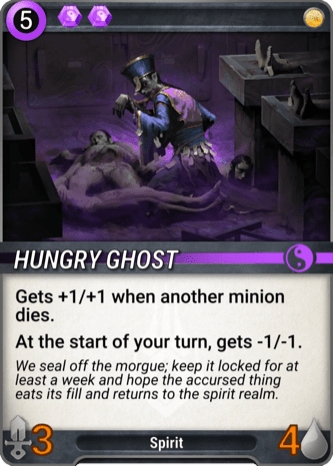 5
HUNGRY GHOST
Gets +1/+1 when another minion
dies.
At the start of your turn, gets -1/-1.
We seal off the morgue; keep it locked for at
least a week and hope the accursed thing
eats its fill and returns to the spirit realm.
3
Spirit
4